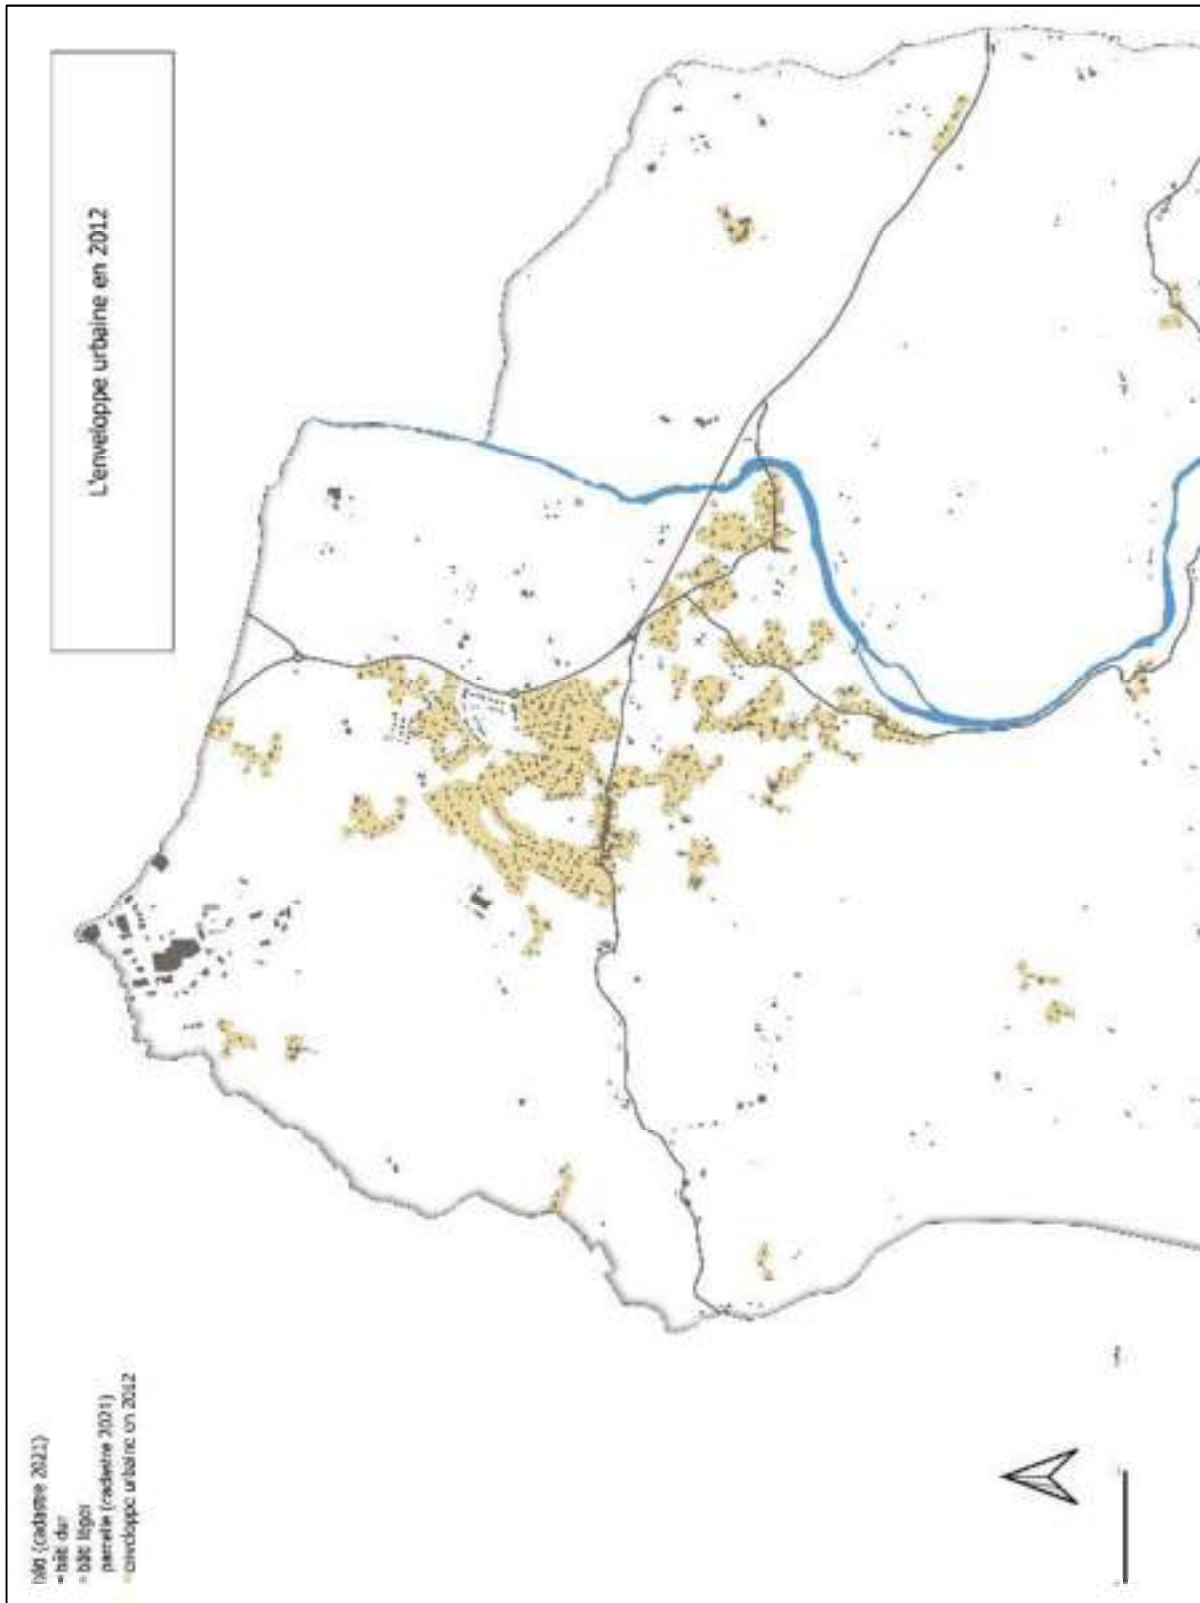 L'enveloppe urbaine en 2012
bâti (cadastre 2021)
bâti dur
bâti léger
parcelle (cadastre 2021)
enveloppe urbaine en 2012